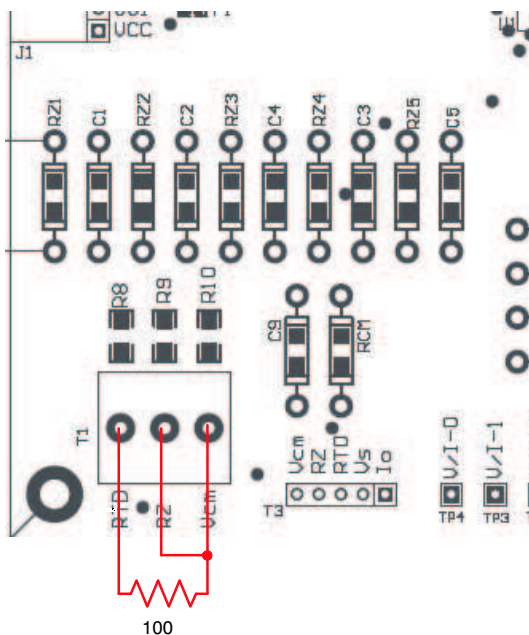 VCC
J1
RZ1 C1 RZ2 C2 RZ3 C4 RZ4 C3 RZ5 C5
R8 R9 R10
C9 RCM
T1
Vcm RZ RTD Vs Io
V/I-0 V/I-1
RTD RZ Vcm
T3
TP4 TP3
100